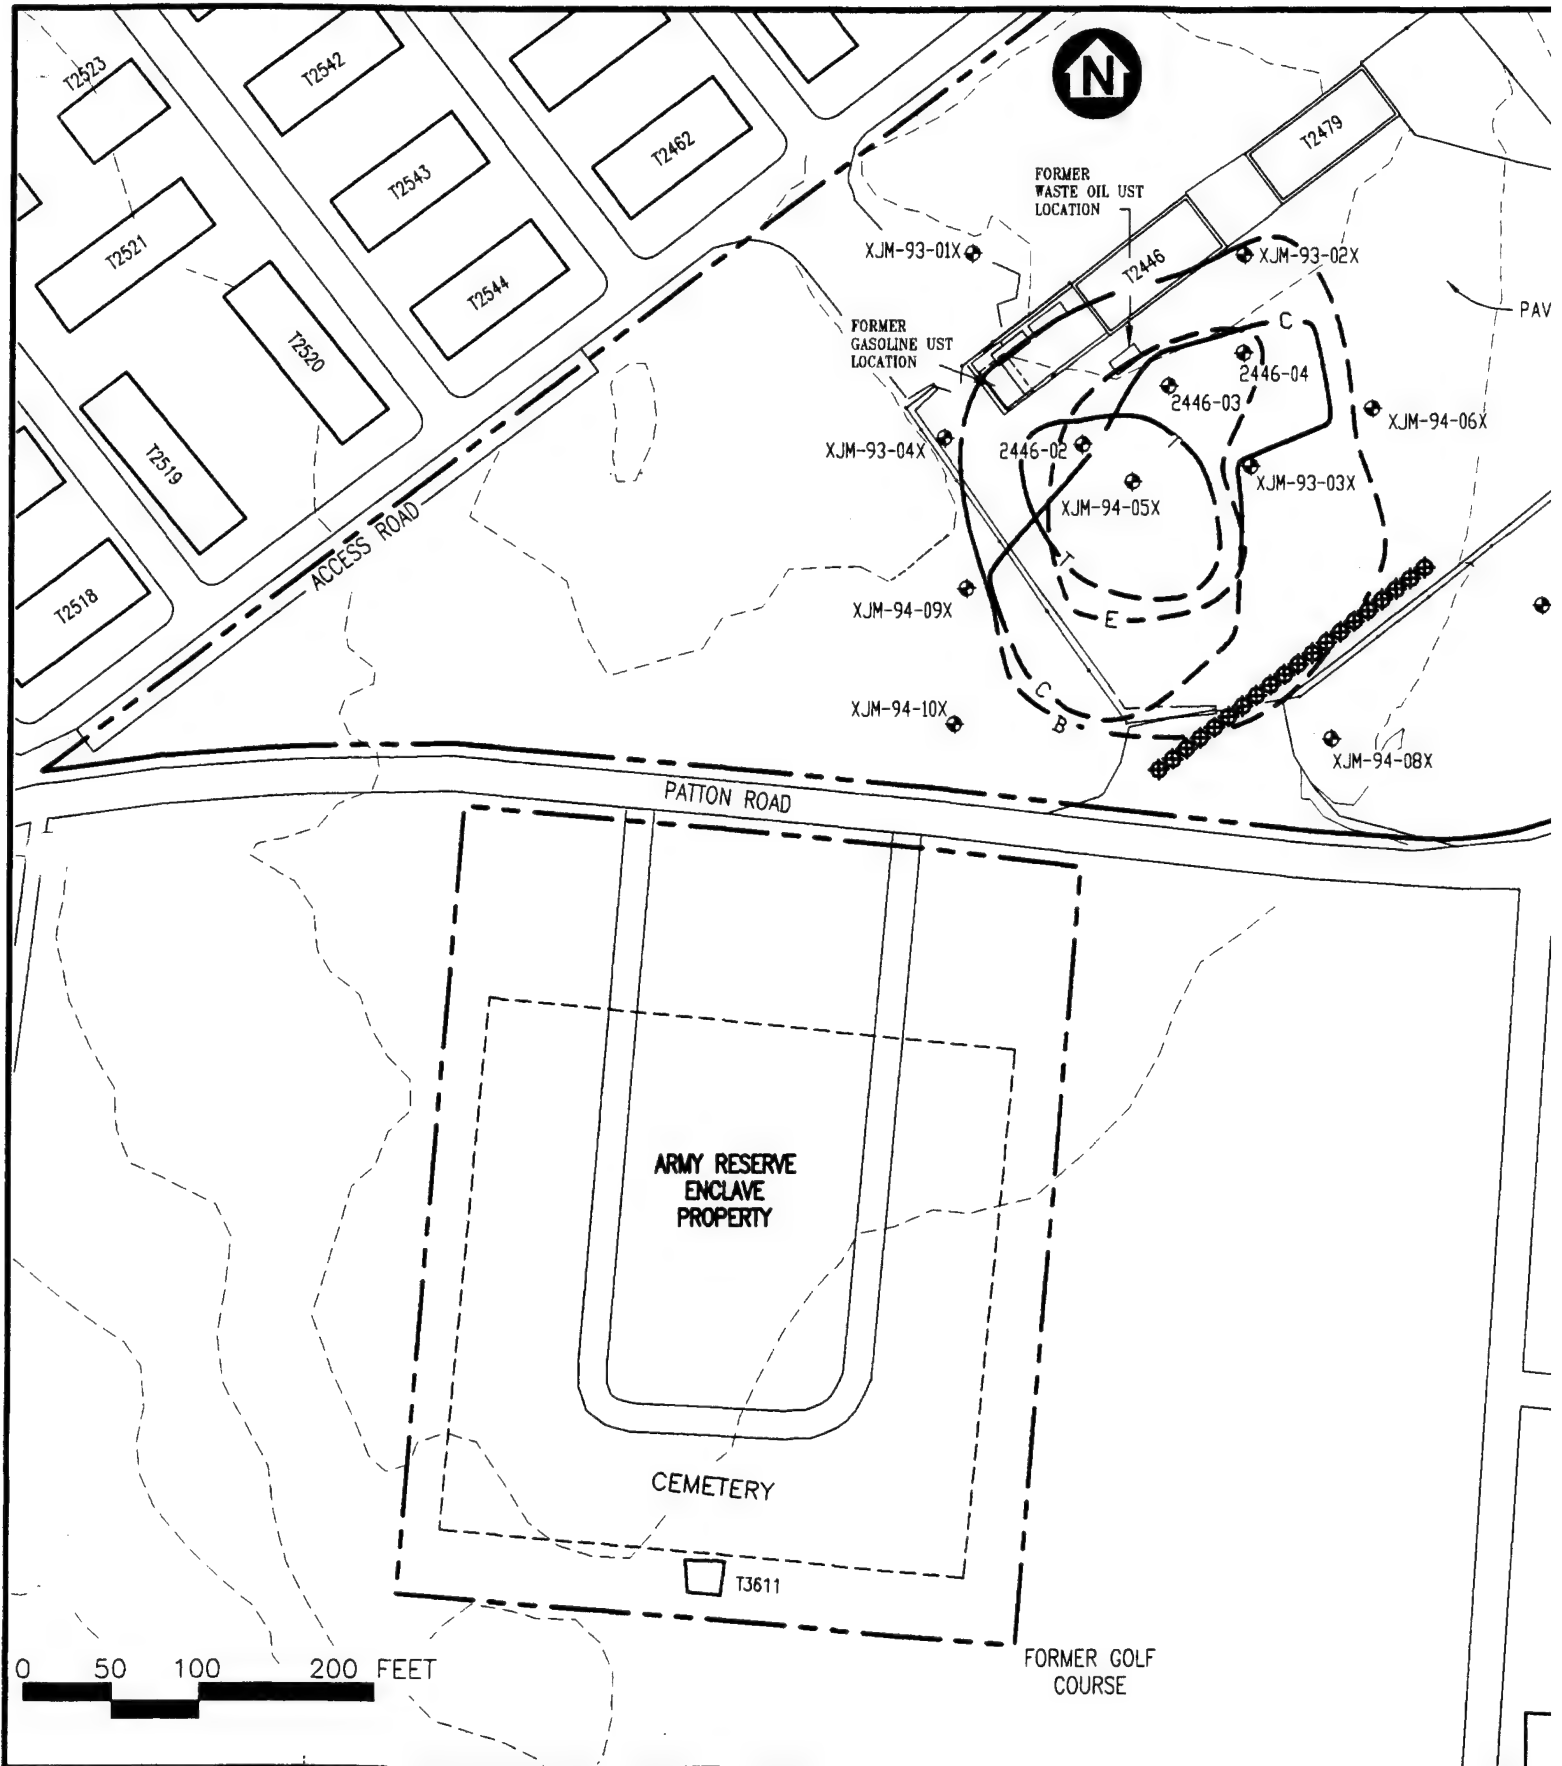 N
T2523
T2542
T2462
T2479
T2543
T2521
T2544
T2520
T2519
T2518
ACCESS ROAD
FORMER
WASTE OIL UST
LOCATION
XJM-93-01X
XJM-93-02X
T2446
PAV
FORMER
GASOLINE UST
LOCATION
C
2446-04
2446-03
XJM-94-06X
XJM-93-04X
2446-02
T
XJM-93-03X
XJM-94-05X
T
XJM-94-09X
E
C
B
XJM-94-10X
XJM-94-08X
PATTON ROAD
ARMY RESERVE
ENCLAVE
PROPERTY
CEMETERY
T3611
FORMER GOLF
COURSE
0 50 100 200 FEET